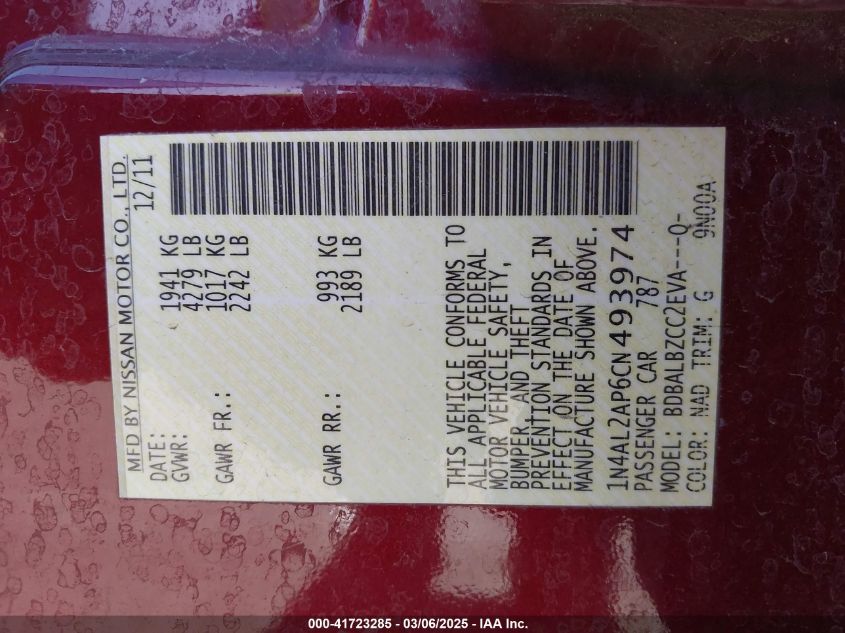 MFD BY NISSAN MOTOR CO., LTD.
DATE: 12/11
GVWR: 1941 KG
4279 LB
GAWR FR.: 1017 KG
2242 LB
GAWR RR.: 993 KG
2189 LB
THIS VEHICLE CONFORMS TO
ALL APPLICABLE FEDERAL
MOTOR VEHICLE SAFETY,
BUMPER, AND THEFT
PREVENTION STANDARDS IN
EFFECT ON THE DATE OF
MANUFACTURE SHOWN ABOVE.
1N4AL2AP6CN493974
PASSENGER CAR 787
MODEL: BDBALBZCC2EVA---Q-
COLOR: NAD TRIM: G 9N00A
000-41723285 - 03/06/2025 - IAA Inc.